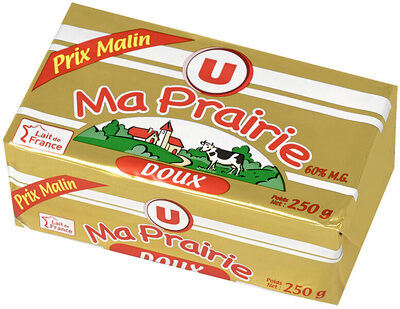 Prix Malin
U
Ma Prairie
Lait de
France
DOUX
60% M.G.
Poids
Net : 250 g
Prix Malin
U
Ma Prairie
Lait de
France
DOUX
Poids
Net : 250 g